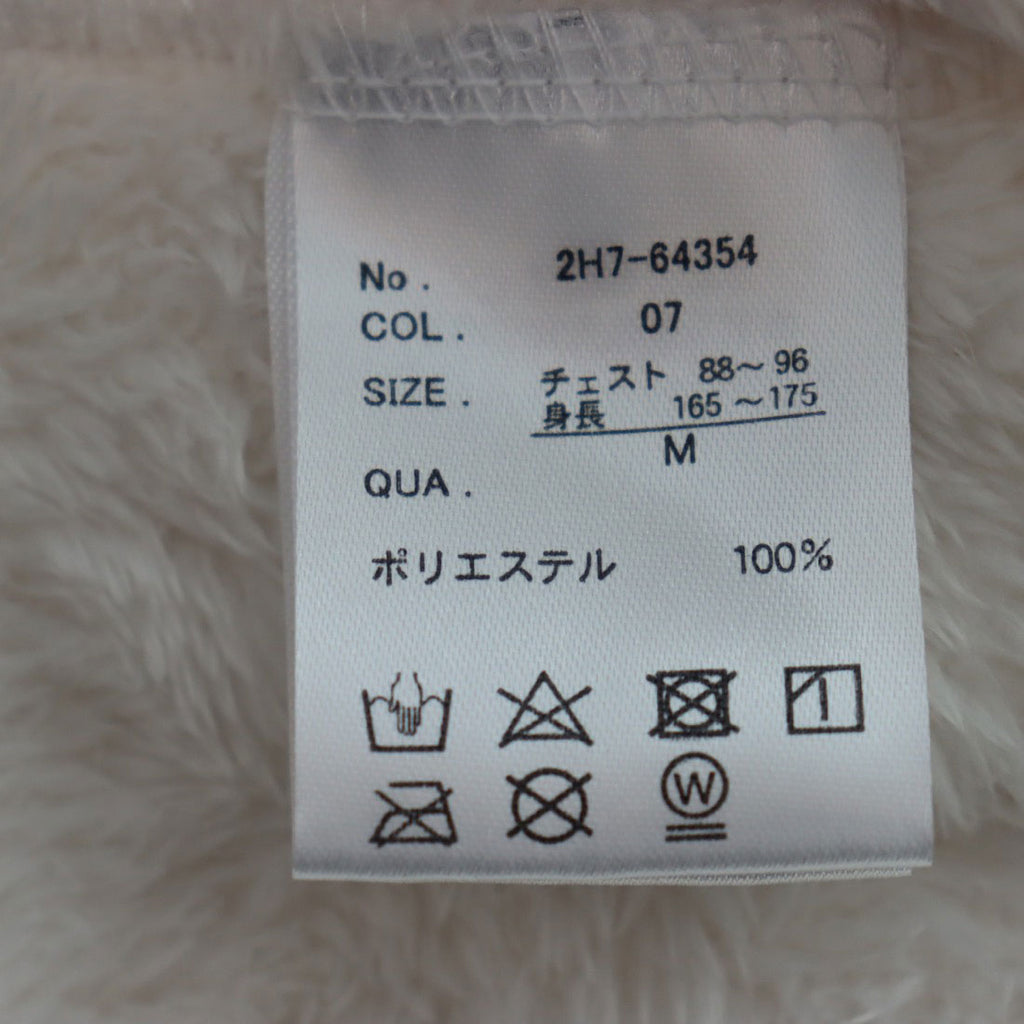 No. 2H7-64354
COL. 07
SIZE. チェスト 88～96
身長 165～175
M
QUA.
ポリエステル 100%
W